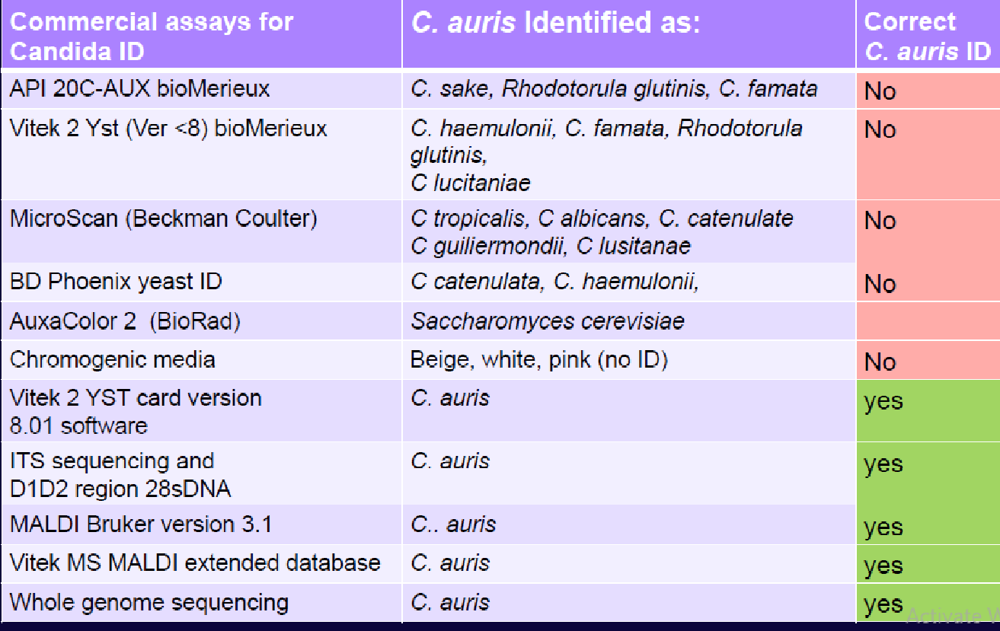 Commercial assays for
Candida ID
C. auris Identified as:
Correct
C. auris ID
API 20C-AUX bioMerieux
C. sake, Rhodotorula glutinis, C. famata
No
Vitek 2 Yst (Ver <8) bioMerieux
C. haemulonii, C. famata, Rhodotorula
glutinis,
C lucitaniae
No
MicroScan (Beckman Coulter)
C tropicalis, C albicans, C. catenulate
C guiliermondii, C lusitanae
No
BD Phoenix yeast ID
C catenulata, C. haemulonii,
No
AuxaColor 2 (BioRad)
Saccharomyces cerevisiae
Chromogenic media
Beige, white, pink (no ID)
No
Vitek 2 YST card version
8.01 software
C. auris
yes
ITS sequencing and
D1D2 region 28sDNA
C. auris
yes
MALDI Bruker version 3.1
C.. auris
yes
Vitek MS MALDI extended database
C. auris
yes
Whole genome sequencing
C. auris
yes
Activate W